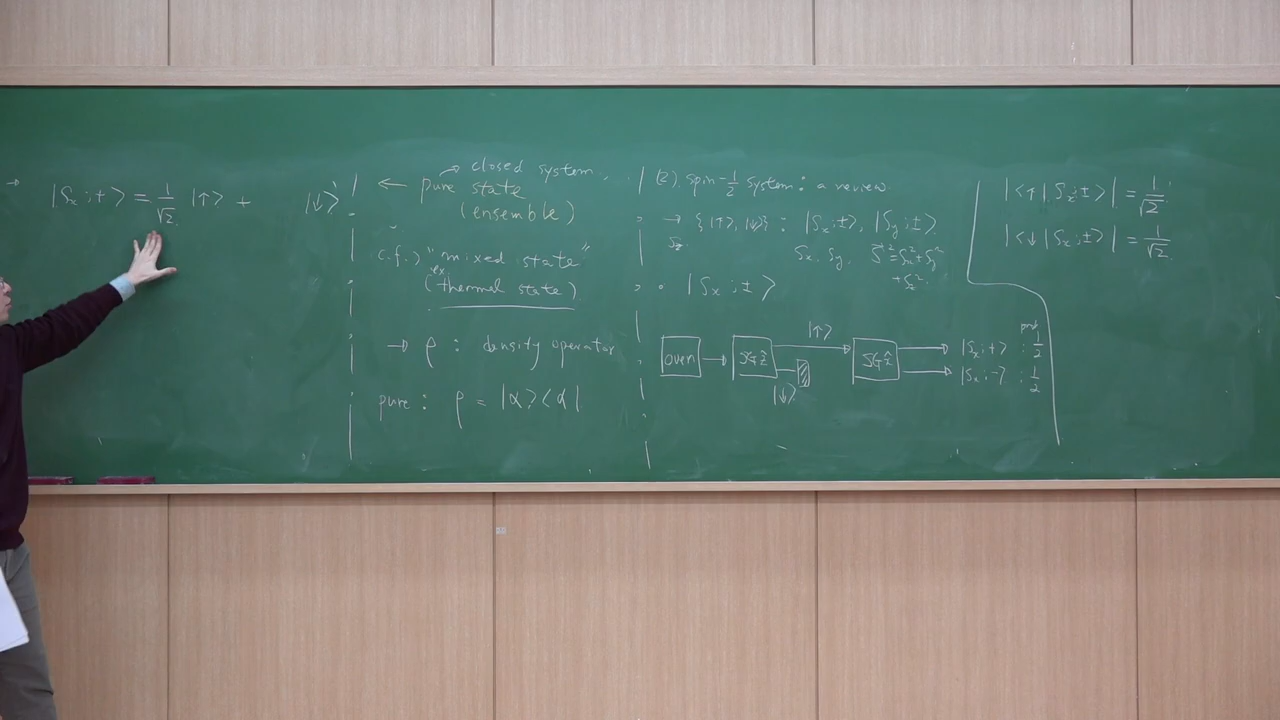 → |Sx;+> = 1/√2 |↑> + |↓>
→ closed system
← pure state
(ensemble)
c.f.) "mixed state"
ex.
(thermal state)
→ ρ : density operator
pure : ρ = |α><α|
(2). spin-1/2 system : a review
→ {|↑>, |↓>} : |Sx;±>, |Sy;±>
Sz Sx, Sy, S² = Sx² + Sy²
+ Sz²
∘ |Sx;±>
|↑>
oven → SGẑ → → |Sx;+> : 1/2
|Sx;-> : 1/2
|↓>
|<↑|Sx;±>| = 1/√2
|<↓|Sx;±>| = 1/√2